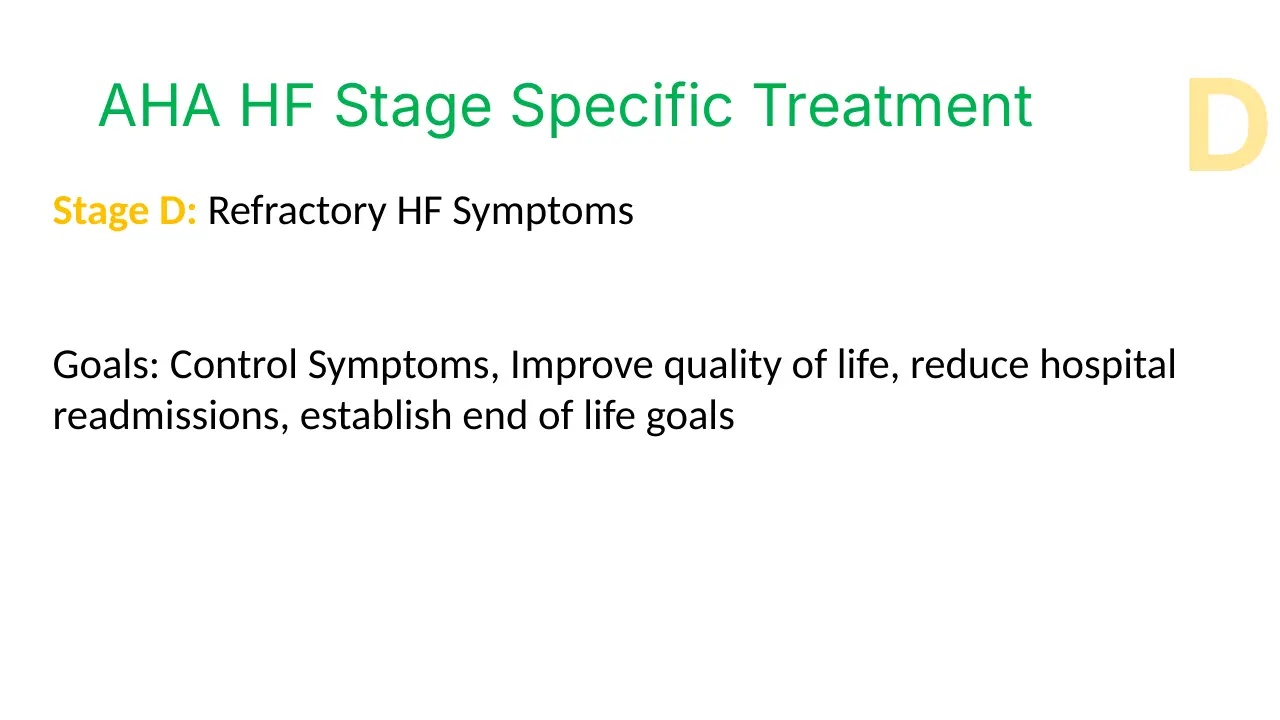 AHA HF Stage Specific Treatment
D
Stage D: Refractory HF Symptoms
Goals: Control Symptoms, Improve quality of life, reduce hospital
readmissions, establish end of life goals